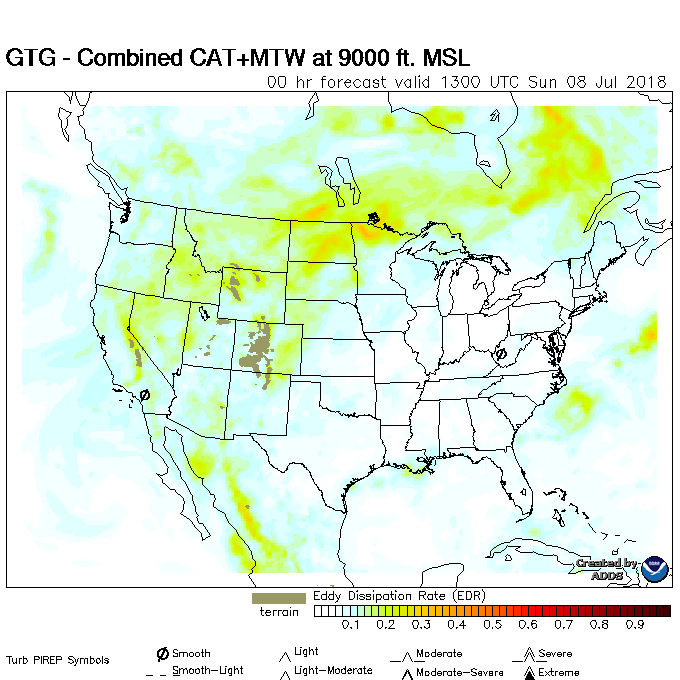 GTG - Combined CAT+MTW at 9000 ft. MSL
00 hr forecast valid 1300 UTC Sun 08 Jul 2018
Created by
ADDS
Eddy Dissipation Rate (EDR)
terrain
0.1 0.2 0.3 0.4 0.5 0.6 0.7 0.8 0.9
Turb PIREP Symbols
Smooth Light Moderate Severe
Smooth-Light Light-Moderate Moderate-Severe Extreme